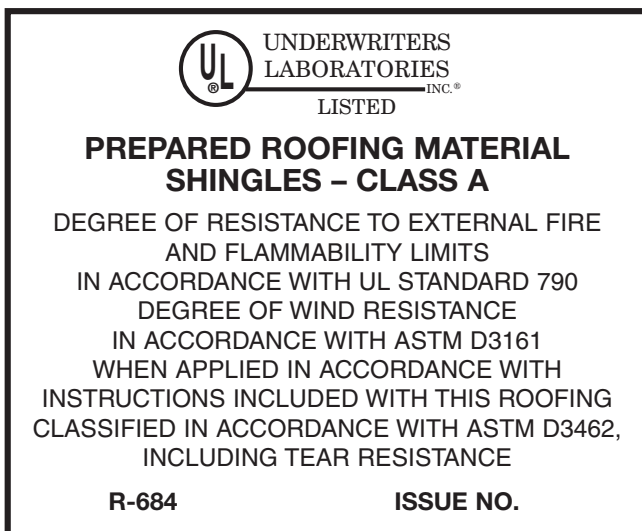 UL®
UNDERWRITERS
LABORATORIES
INC.®
LISTED
PREPARED ROOFING MATERIAL
SHINGLES – CLASS A
DEGREE OF RESISTANCE TO EXTERNAL FIRE
AND FLAMMABILITY LIMITS
IN ACCORDANCE WITH UL STANDARD 790
DEGREE OF WIND RESISTANCE
IN ACCORDANCE WITH ASTM D3161
WHEN APPLIED IN ACCORDANCE WITH
INSTRUCTIONS INCLUDED WITH THIS ROOFING
CLASSIFIED IN ACCORDANCE WITH ASTM D3462,
INCLUDING TEAR RESISTANCE
R-684 ISSUE NO.